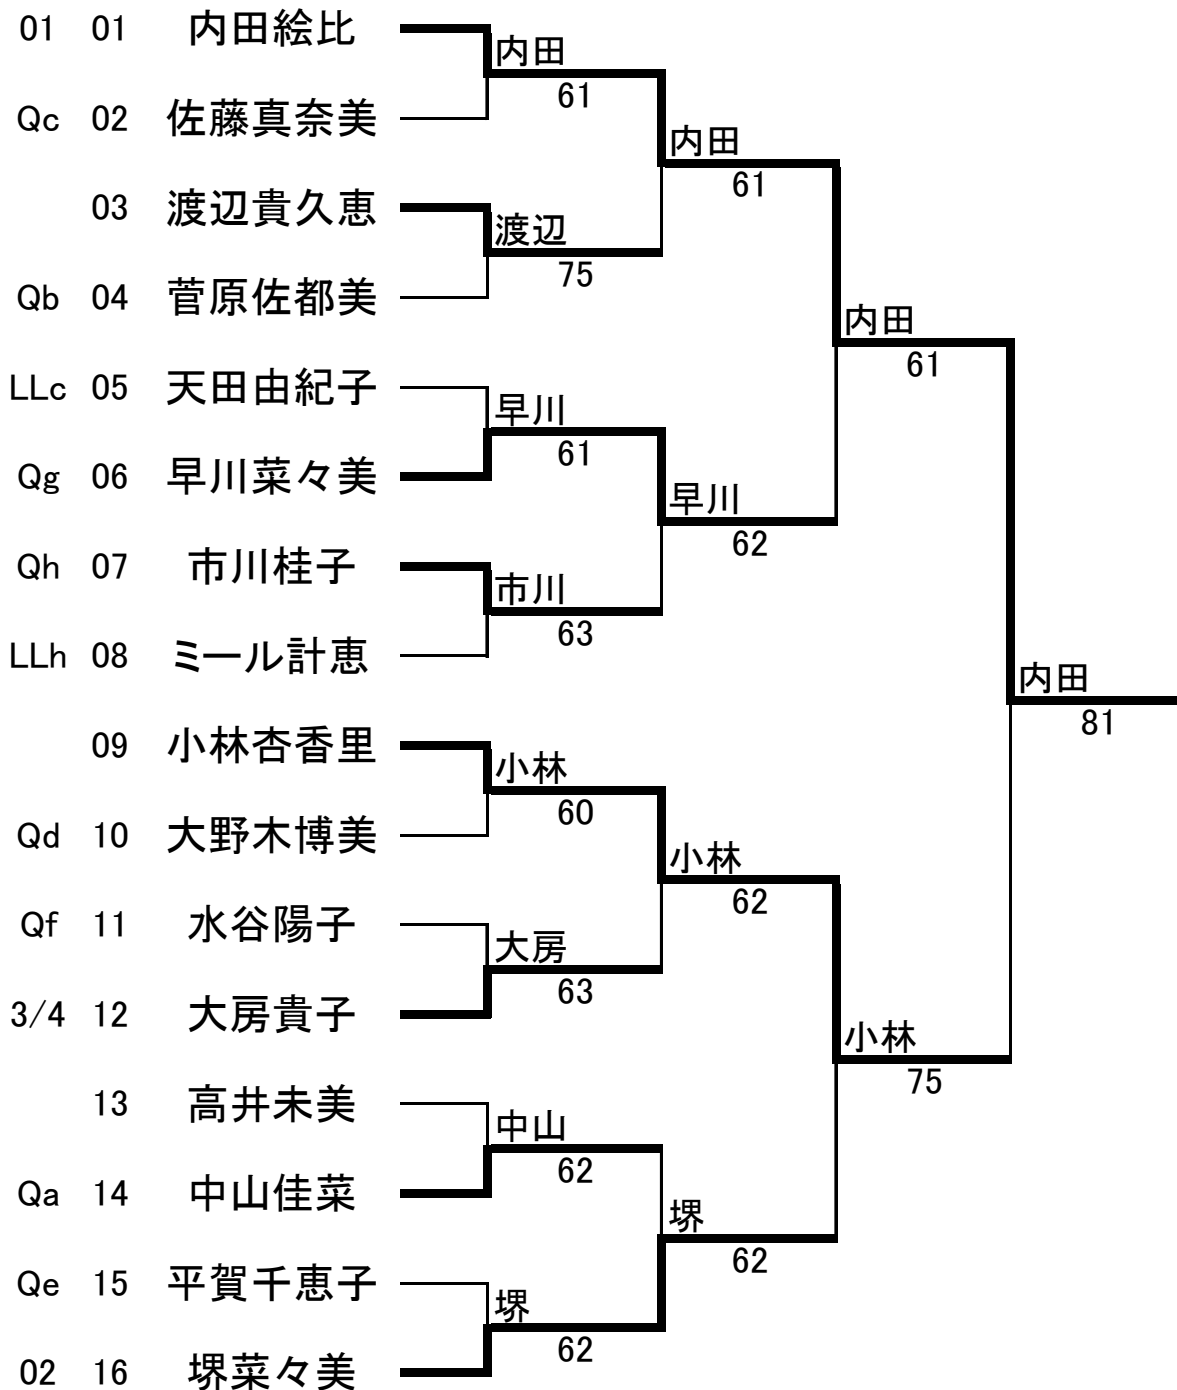 01 01 内田絵比
内田
61
Qc 02 佐藤真奈美
内田
61
03 渡辺貴久恵
渡辺
75
Qb 04 菅原佐都美
内田
61
LLc 05 天田由紀子
早川
61
Qg 06 早川菜々美
早川
62
Qh 07 市川桂子
市川
63
LLh 08 ミール計恵
内田
81
09 小林杏香里
小林
60
Qd 10 大野木博美
小林
62
Qf 11 水谷陽子
大房
63
3/4 12 大房貴子
小林
75
13 高井未美
中山
62
Qa 14 中山佳菜
堺
62
Qe 15 平賀千恵子
堺
62
02 16 堺菜々美